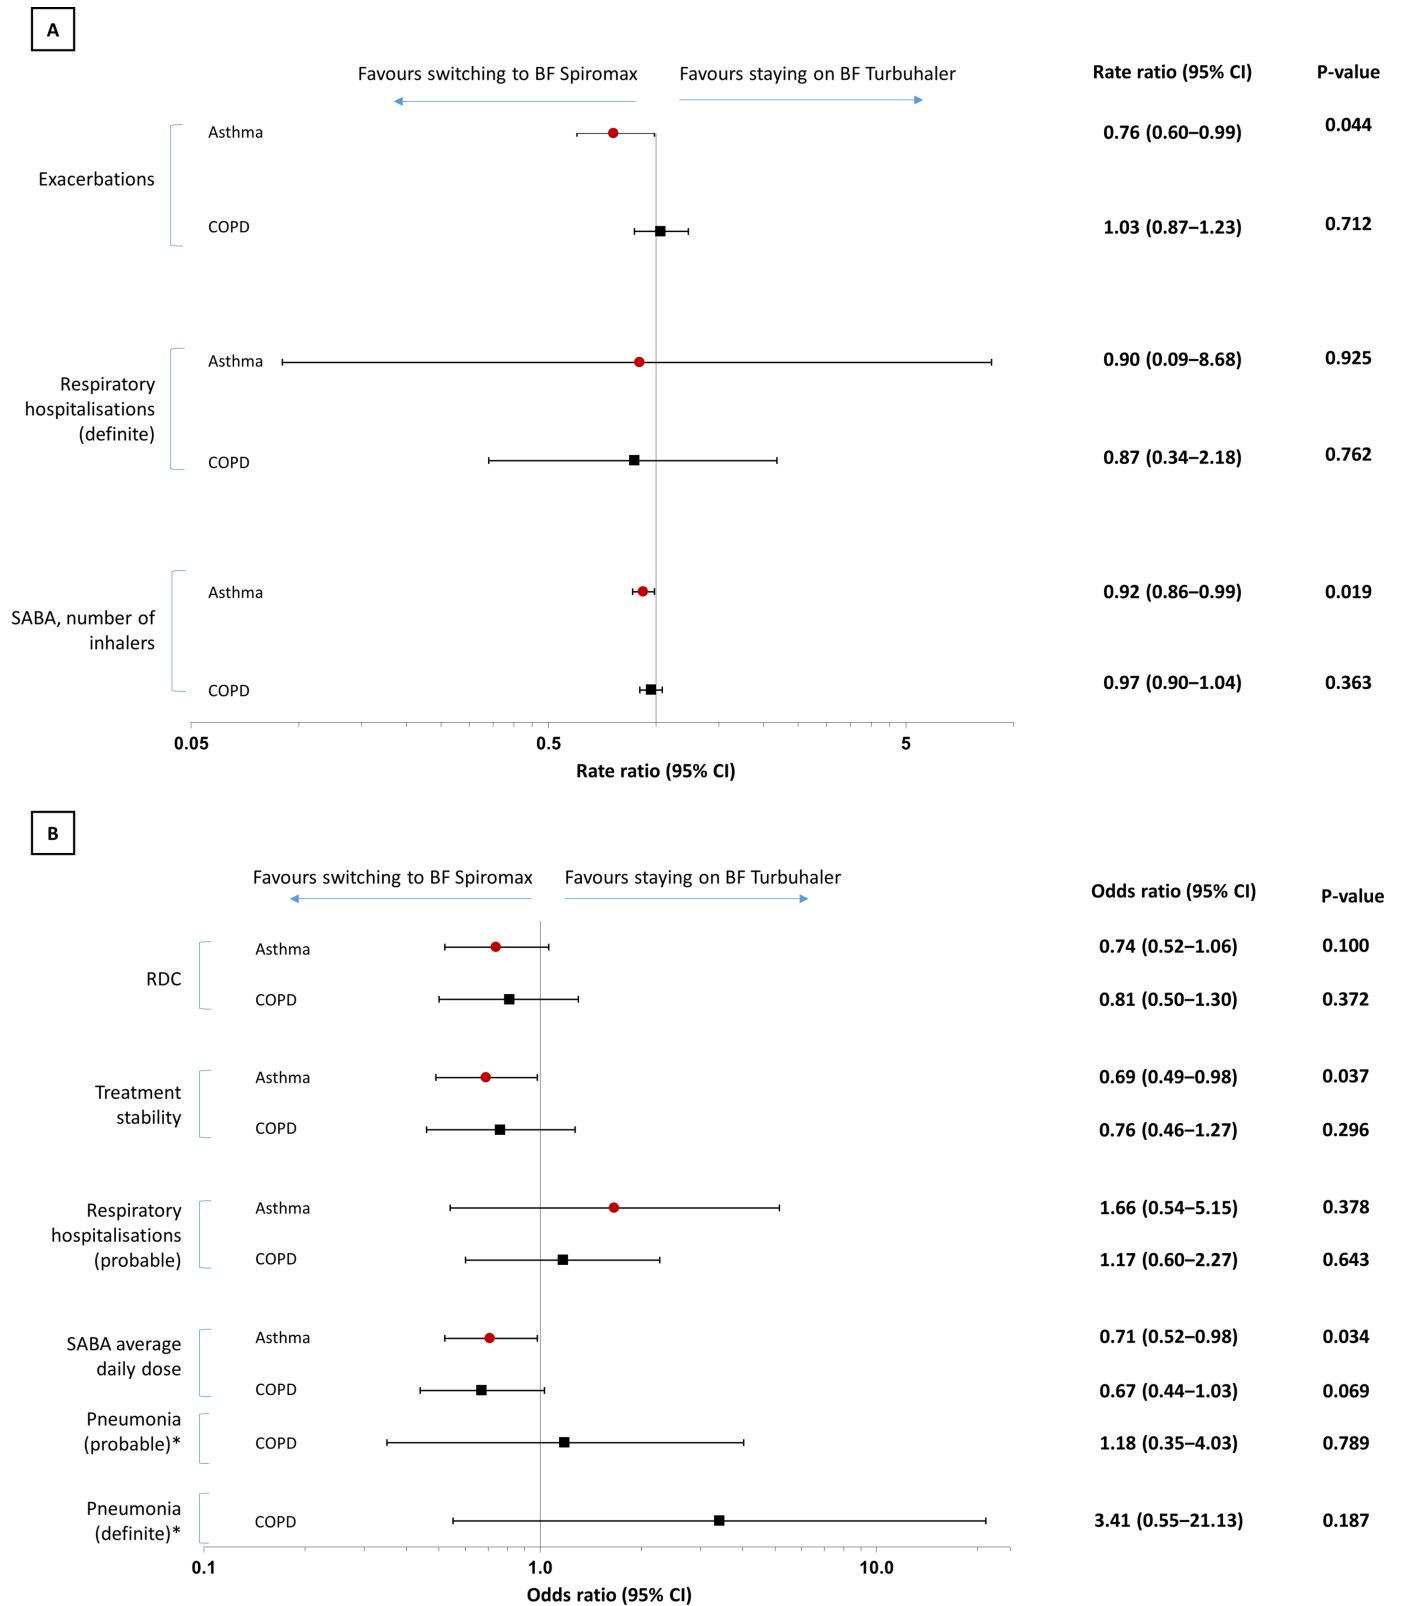 A
Favours switching to BF Spiromax Favours staying on BF Turbuhaler Rate ratio (95% CI) P-value
Asthma 0.76 (0.60–0.99) 0.044
Exacerbations
COPD 1.03 (0.87–1.23) 0.712
Asthma 0.90 (0.09–8.68) 0.925
Respiratory
hospitalisations
(definite)
COPD 0.87 (0.34–2.18) 0.762
Asthma 0.92 (0.86–0.99) 0.019
SABA, number of
inhalers
COPD 0.97 (0.90–1.04) 0.363
0.05 0.5 5
Rate ratio (95% CI)
B
Favours switching to BF Spiromax Favours staying on BF Turbuhaler Odds ratio (95% CI) P-value
Asthma 0.74 (0.52–1.06) 0.100
RDC
COPD 0.81 (0.50–1.30) 0.372
Asthma 0.69 (0.49–0.98) 0.037
Treatment
stability
COPD 0.76 (0.46–1.27) 0.296
Asthma 1.66 (0.54–5.15) 0.378
Respiratory
hospitalisations
(probable)
COPD 1.17 (0.60–2.27) 0.643
Asthma 0.71 (0.52–0.98) 0.034
SABA average
daily dose
COPD 0.67 (0.44–1.03) 0.069
Pneumonia
(probable)* COPD 1.18 (0.35–4.03) 0.789
Pneumonia
(definite)* COPD 3.41 (0.55–21.13) 0.187
0.1 1.0 10.0
Odds ratio (95% CI)